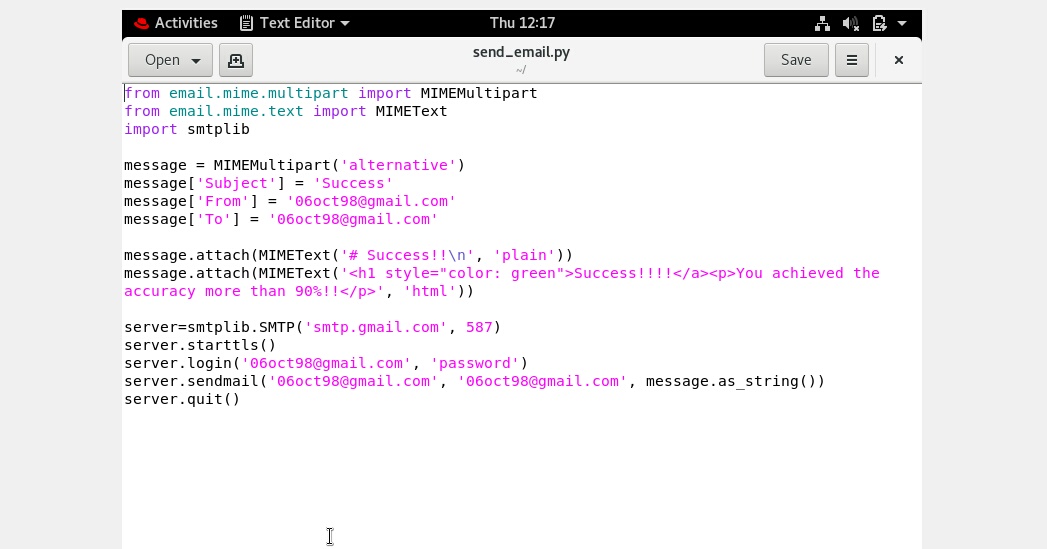 Activities Text Editor Thu 12:17
Open send_email.py Save
~/
from email.mime.multipart import MIMEMultipart
from email.mime.text import MIMEText
import smtplib
message = MIMEMultipart('alternative')
message['Subject'] = 'Success'
message['From'] = '06oct98@gmail.com'
message['To'] = '06oct98@gmail.com'
message.attach(MIMEText('# Success!!\n', 'plain'))
message.attach(MIMEText('<h1 style="color: green">Success!!!!</a><p>You achieved the
accuracy more than 90%!!</p>', 'html'))
server=smtplib.SMTP('smtp.gmail.com', 587)
server.starttls()
server.login('06oct98@gmail.com', 'password')
server.sendmail('06oct98@gmail.com', '06oct98@gmail.com', message.as_string())
server.quit()